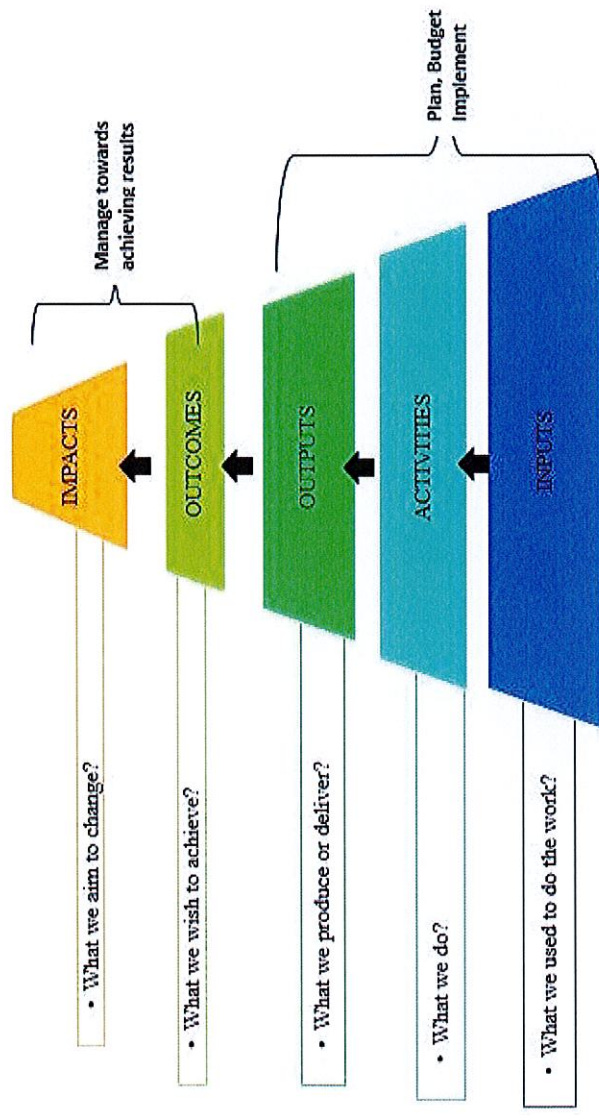 • What we aim to change?
IMPACTS
Manage towards
achieving results
• What we wish to achieve?
OUTCOMES
• What we produce or deliver?
OUTPUTS
• What we do?
ACTIVITIES
Plan, Budget
Implement
• What we used to do the work?
INPUTS